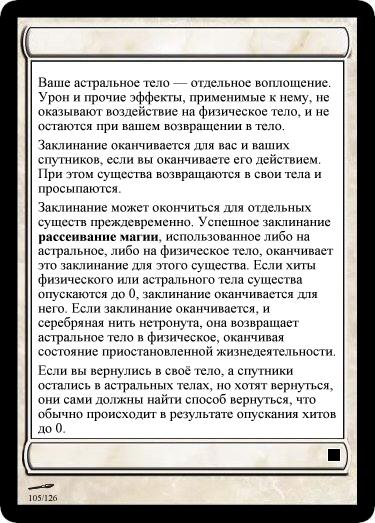 Ваше астральное тело — отдельное воплощение.
Урон и прочие эффекты, применимые к нему, не
оказывают воздействие на физическое тело, и не
остаются при вашем возвращении в тело.
Заклинание оканчивается для вас и ваших
спутников, если вы оканчиваете его действием.
При этом существа возвращаются в свои тела и
просыпаются.
Заклинание может окончиться для отдельных
существ преждевременно. Успешное заклинание
рассеивание магии, использованное либо на
астральное, либо на физическое тело, оканчивает
это заклинание для этого существа. Если хиты
физического или астрального тела существа
опускаются до 0, заклинание оканчивается для
него. Если заклинание оканчивается, и
серебряная нить нетронута, она возвращает
астральное тело в физическое, оканчивая
состояние приостановленной жизнедеятельности.
Если вы вернулись в своё тело, а спутники
остались в астральных телах, но хотят вернуться,
они сами должны найти способ вернуться, что
обычно происходит в результате опускания хитов
до 0.
105/126